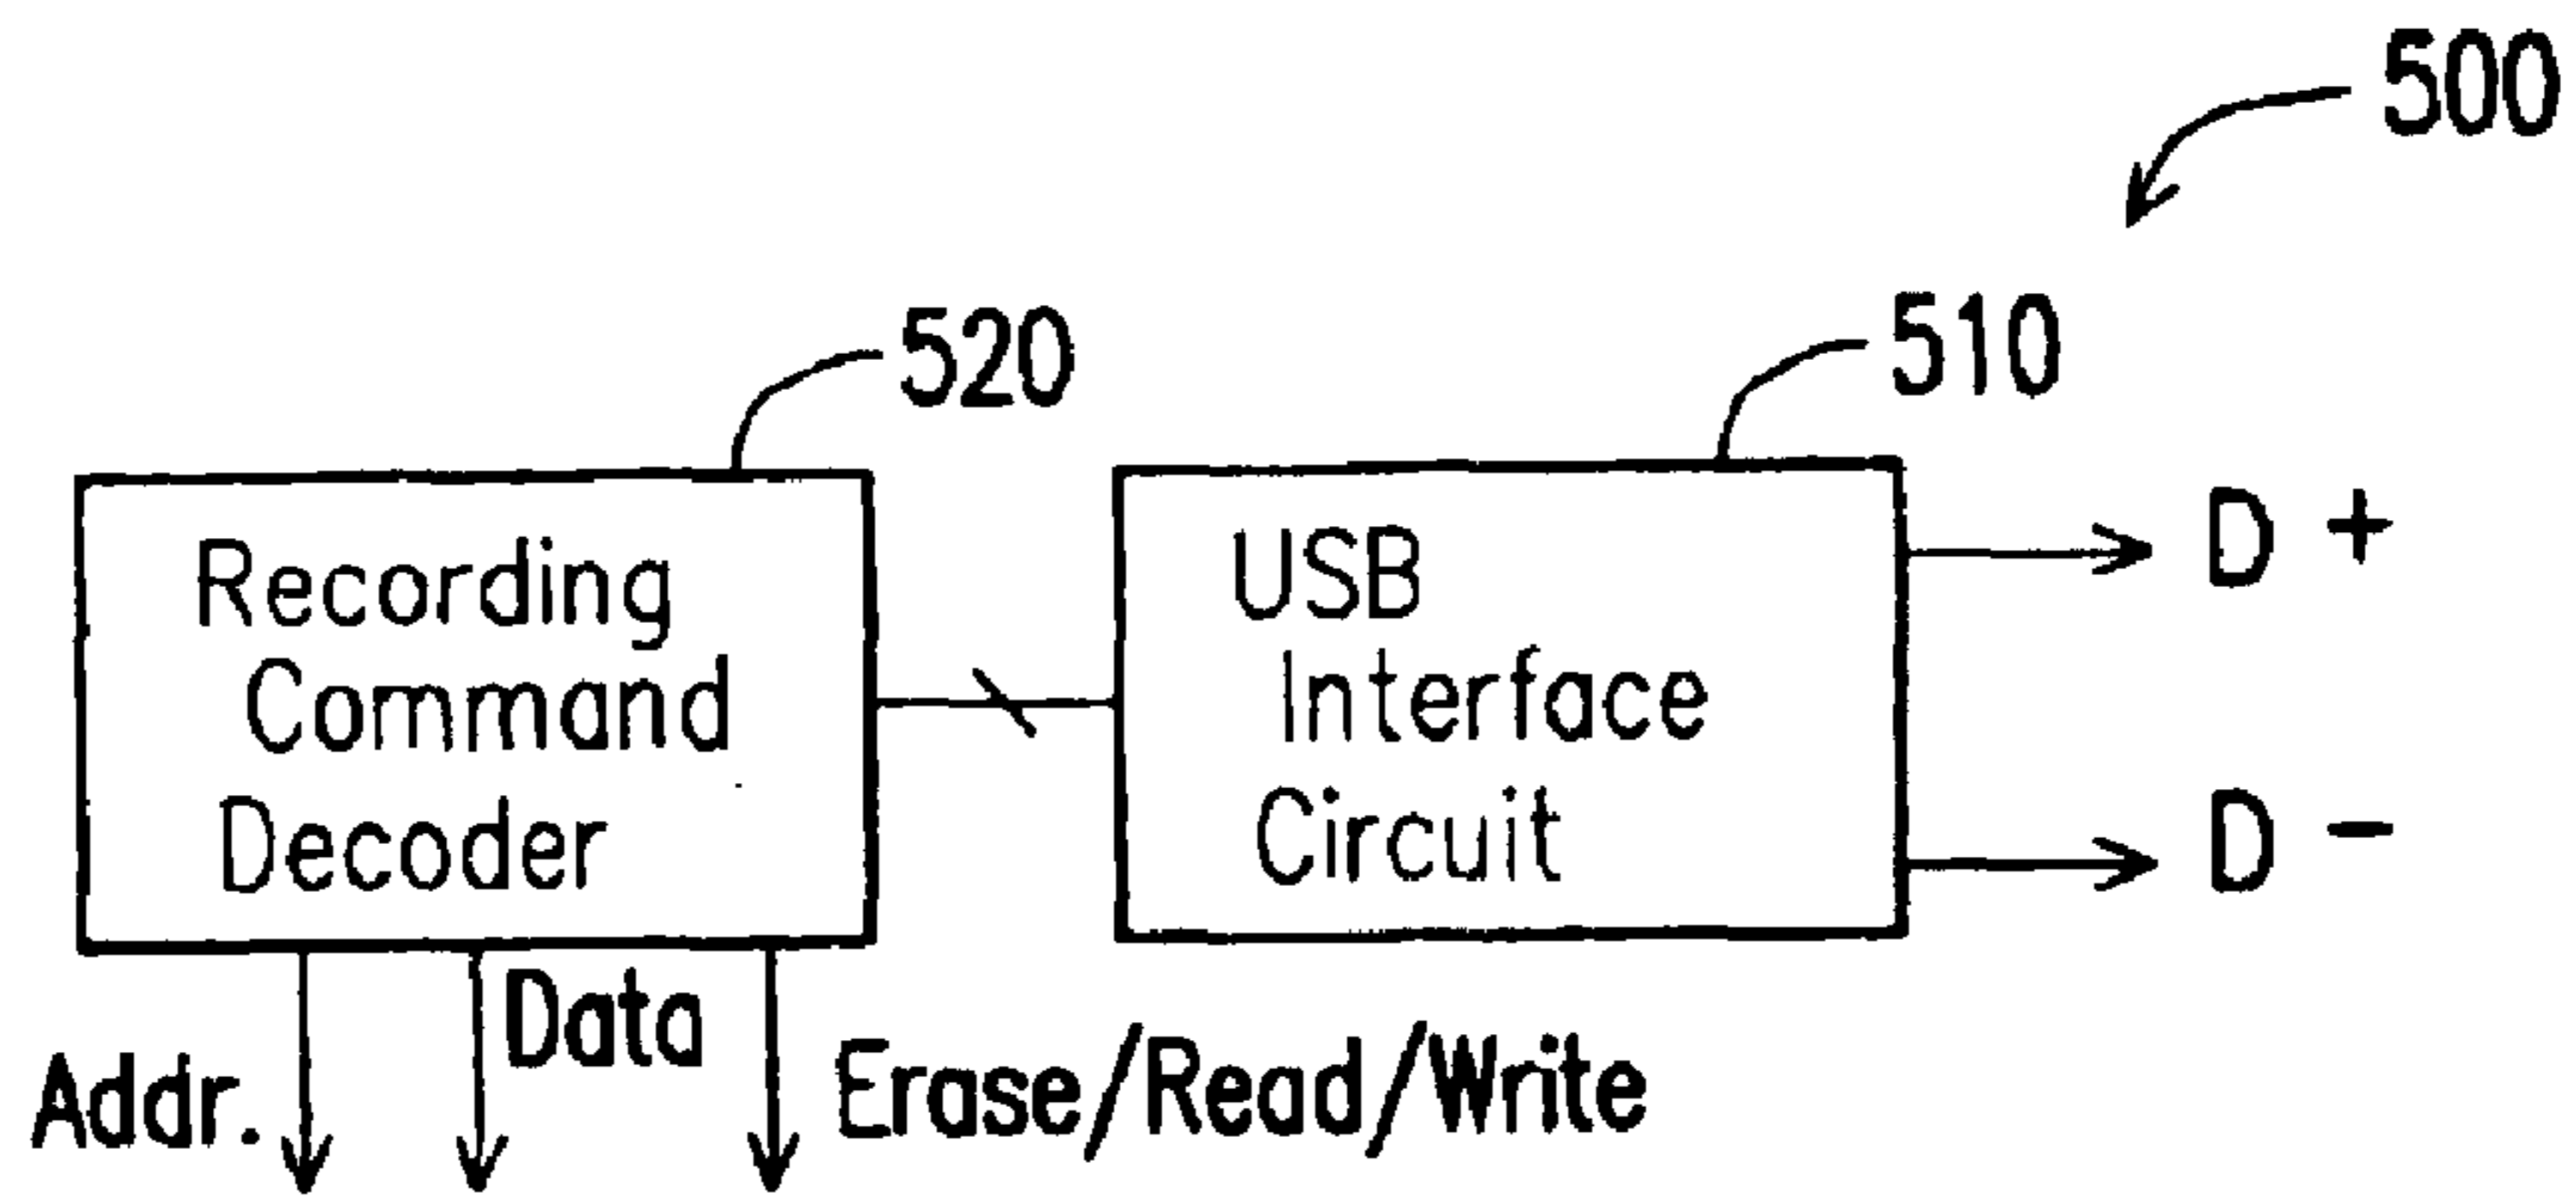 500
520
510
Recording
Command
Decoder
USB
Interface
Circuit
D +
D -
Addr.
Data
Erase/Read/Write